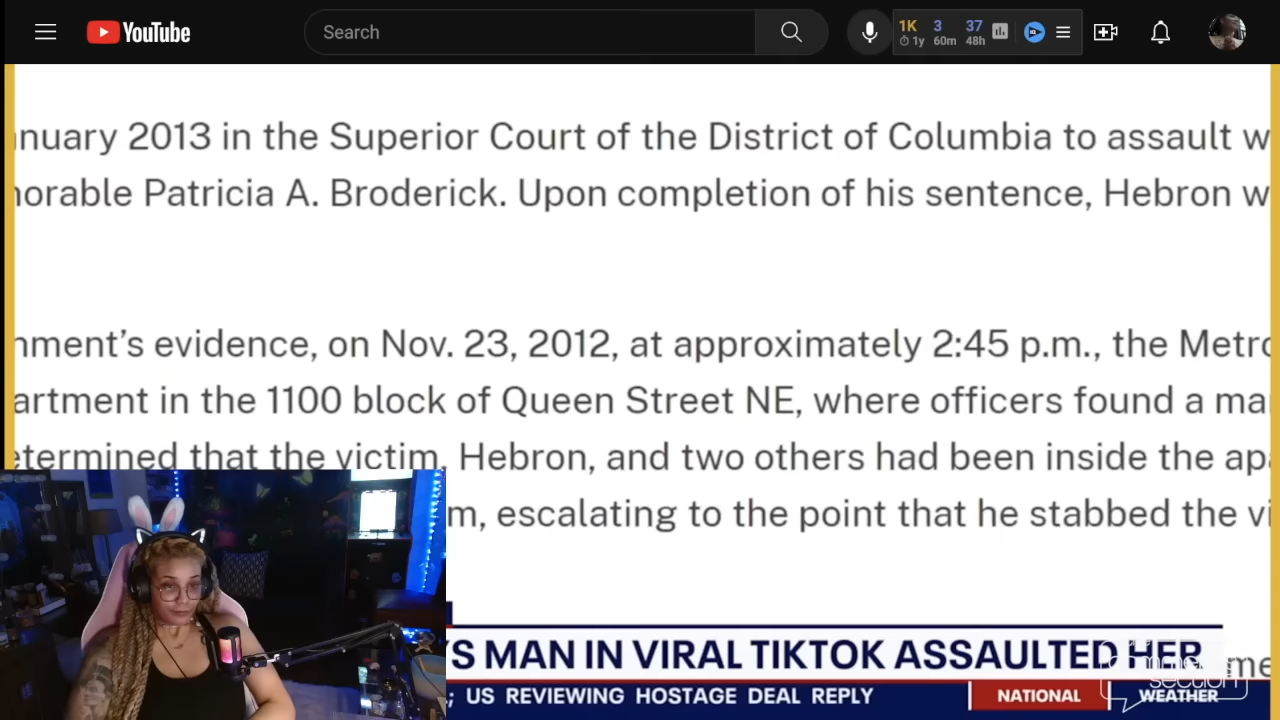 YouTube
Search
1K 3 37
1y 60m 48h
nuary 2013 in the Superior Court of the District of Columbia to assault w
norable Patricia A. Broderick. Upon completion of his sentence, Hebron w
nment’s evidence, on Nov. 23, 2012, at approximately 2:45 p.m., the Metro
artment in the 1100 block of Queen Street NE, where officers found a ma
etermined that the victim, Hebron, and two others had been inside the apa
m, escalating to the point that he stabbed the vi
'S MAN IN VIRAL TIKTOK ASSAULTED HER
me
comments
section
; US REVIEWING HOSTAGE DEAL REPLY
NATIONAL
WEATHER